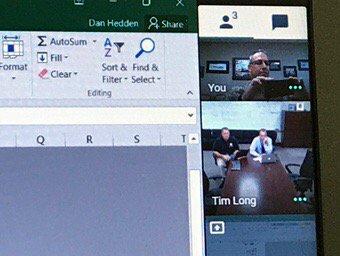 3
Dan Hedden Share
AutoSum
Fill
Clear
Format
Sort & Find &
Filter Select
Editing
You
Q R S T
Tim Long